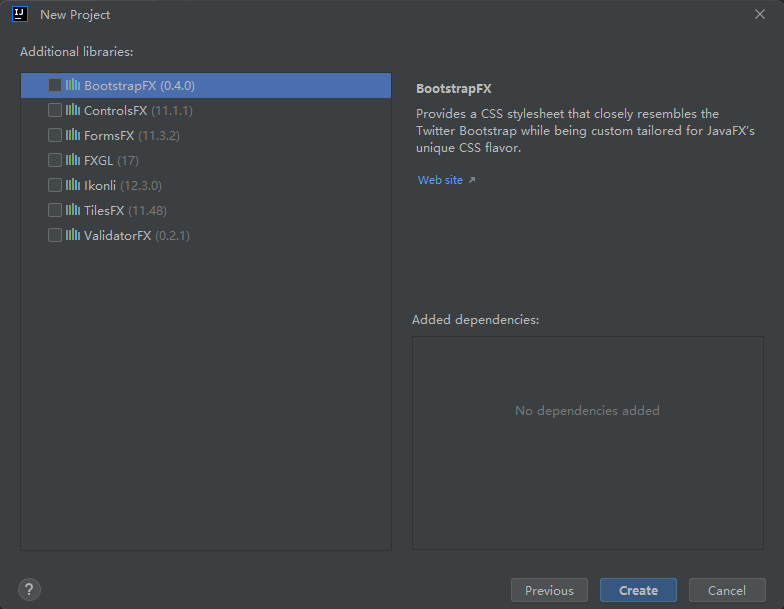 IJ
New Project
Additional libraries:
BootstrapFX (0.4.0)
ControlsFX (11.1.1)
FormsFX (11.3.2)
FXGL (17)
Ikonli (12.3.0)
TilesFX (11.48)
ValidatorFX (0.2.1)
BootstrapFX
Provides a CSS stylesheet that closely resembles the
Twitter Bootstrap while being custom tailored for JavaFX's
unique CSS flavor.
Web site ↗
Added dependencies:
No dependencies added
?
Previous
Create
Cancel